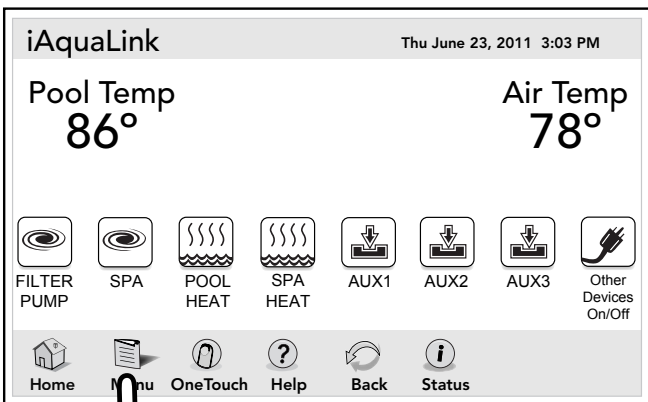 iAquaLink
Thu June 23, 2011 3:03 PM
Pool Temp
86°
Air Temp
78°
FILTER
PUMP
SPA
POOL
HEAT
SPA
HEAT
AUX1
AUX2
AUX3
Other
Devices
On/Off
Home
OneTouch
Help
Back
Status